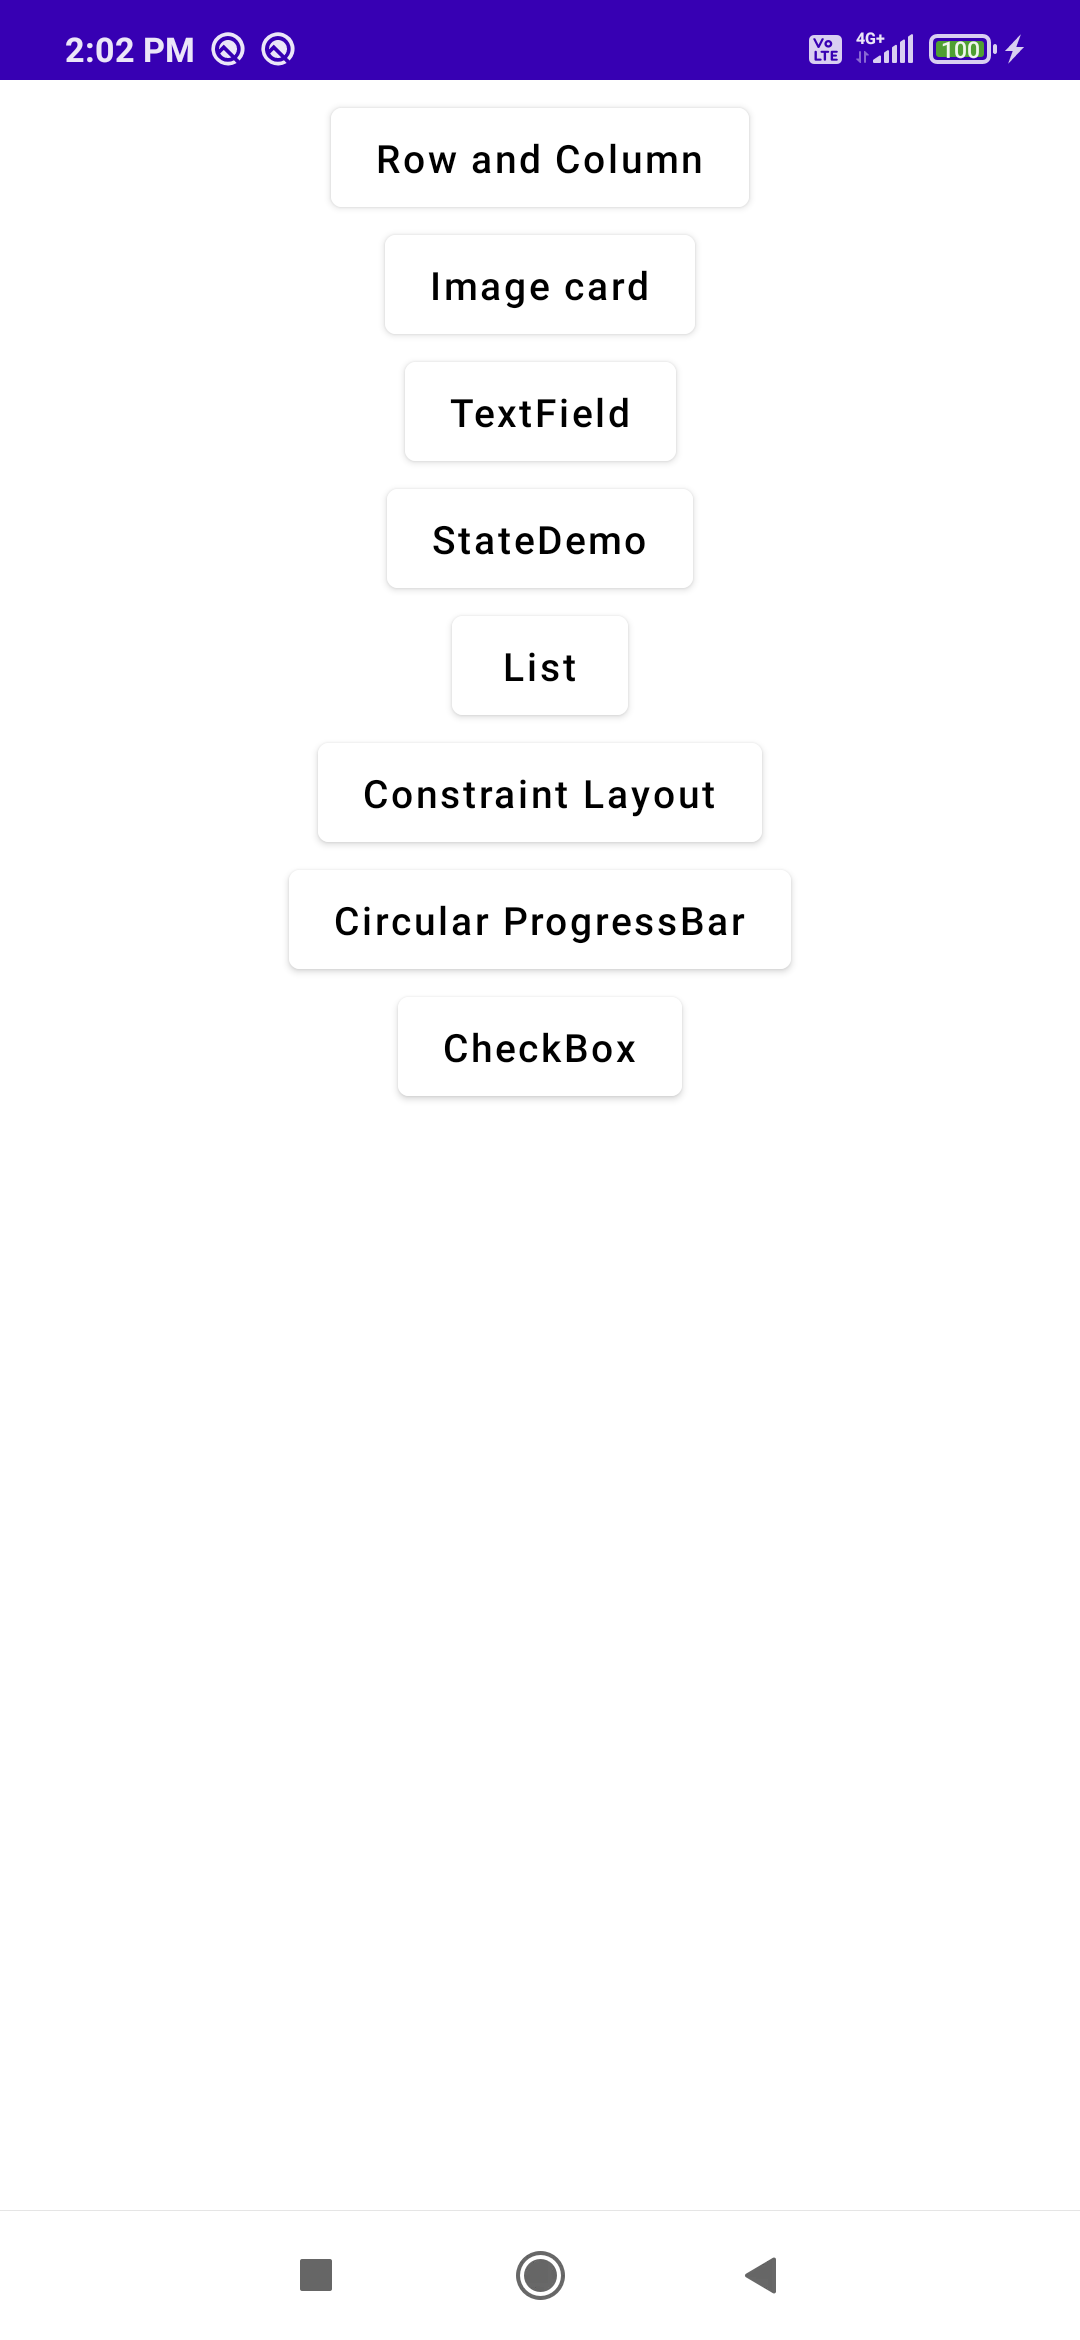 2:02 PM Vo LTE 4G+ 100
Row and Column
Image card
TextField
StateDemo
List
Constraint Layout
Circular ProgressBar
CheckBox